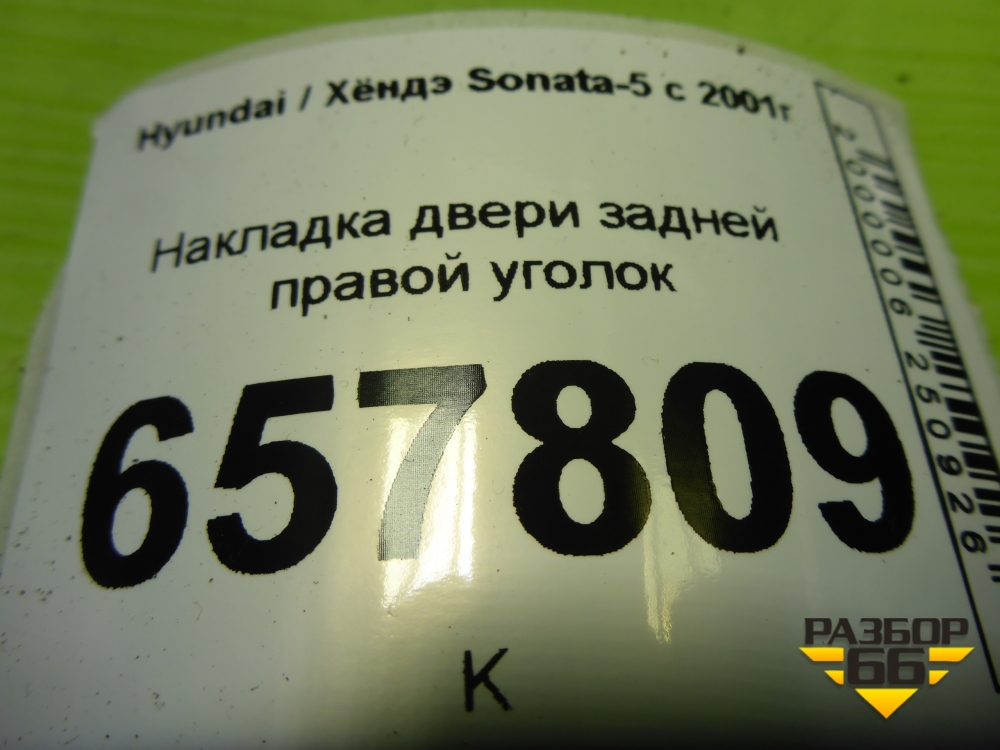 Hyundai / Хёндэ Sonata-5 с 2001г
Накладка двери задней
правой уголок
657809
К
2000006250926
РАЗБОР
66